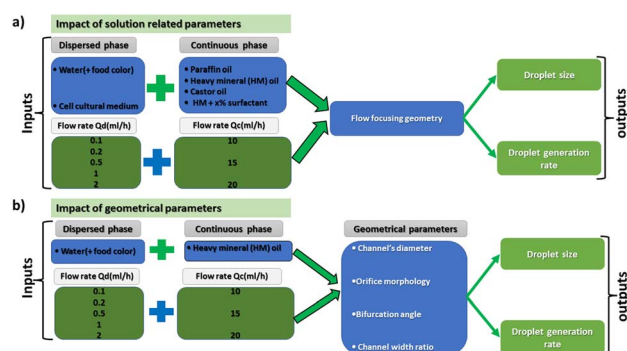 a)
Impact of solution related parameters
Dispersed phase
Continuous phase
• Water(+ food color)
• Cell cultural medium
• Paraffin oil
• Heavy mineral (HM) oil
• Castor oil
• HM + x% surfactant
Flow rate Qd(ml/h)
Flow rate Qc(ml/h)
0.1
0.2
0.5
1
2
10
15
20
Inputs
Flow focusing geometry
Droplet size
Droplet generation
rate
outputs
b)
Impact of geometrical parameters
Dispersed phase
Continuous phase
Geometrical parameters
• Water(+ food color)
• Heavy mineral (HM) oil
Flow rate Qd(ml/h)
Flow rate Qc(ml/h)
0.1
0.2
0.5
1
2
10
15
20
Inputs
• Channel's diameter
•Orifice morphology
•Bifurcation angle
• Channel width ratio
Droplet size
Droplet generation
rate
outputs